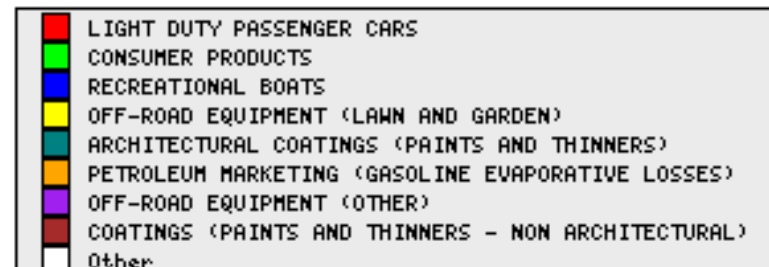 LIGHT DUTY PASSENGER CARS
CONSUMER PRODUCTS
RECREATIONAL BOATS
OFF-ROAD EQUIPMENT (LAWN AND GARDEN)
ARCHITECTURAL COATINGS (PAINTS AND THINNERS)
PETROLEUM MARKETING (GASOLINE EVAPORATIVE LOSSES)
OFF-ROAD EQUIPMENT (OTHER)
COATINGS (PAINTS AND THINNERS - NON ARCHITECTURAL)
Other